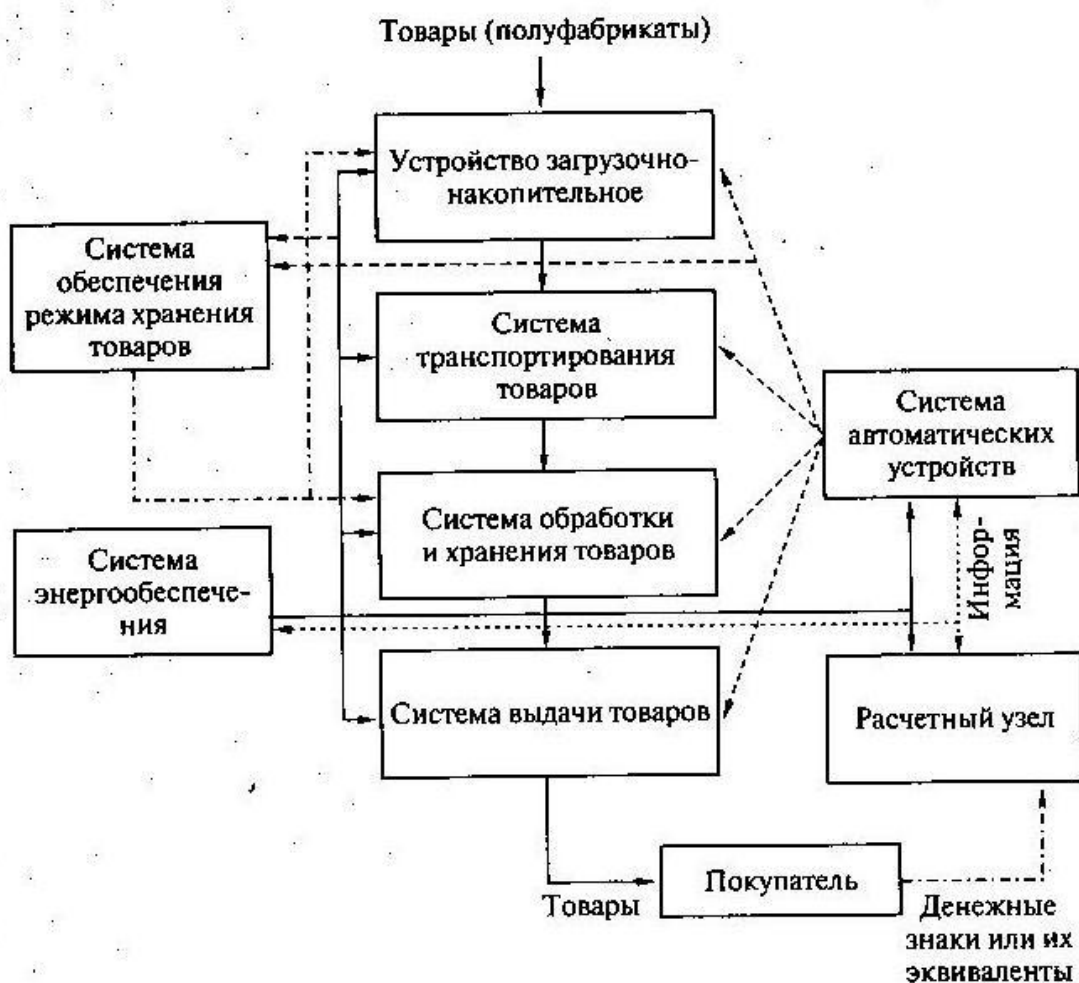 Товары (полуфабрикаты)
Устройство загрузочно-
накопительное
Система
обеспечения
режима хранения
товаров
Система
транспортирования
товаров
Система
автоматических
устройств
Система обработки
и хранения товаров
Система
энергообеспече-
ния
Инфор-
мация
Система выдачи товаров
Расчетный узел
Покупатель
Товары
Денежные
знаки или их
эквиваленты